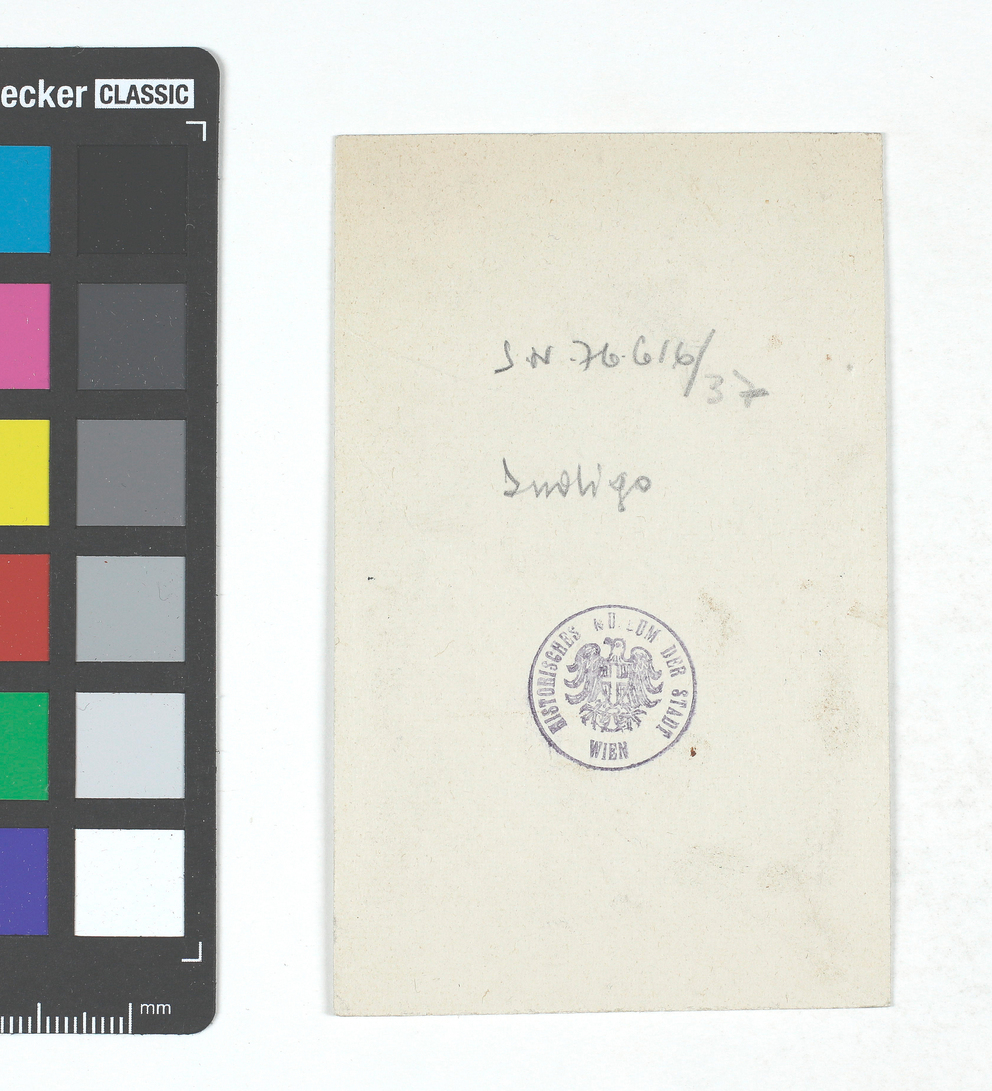 ecker CLASSIC
I.N. 76.616/37
Indigo
HISTORISCHES MUSEUM DER STADT
WIEN
mm